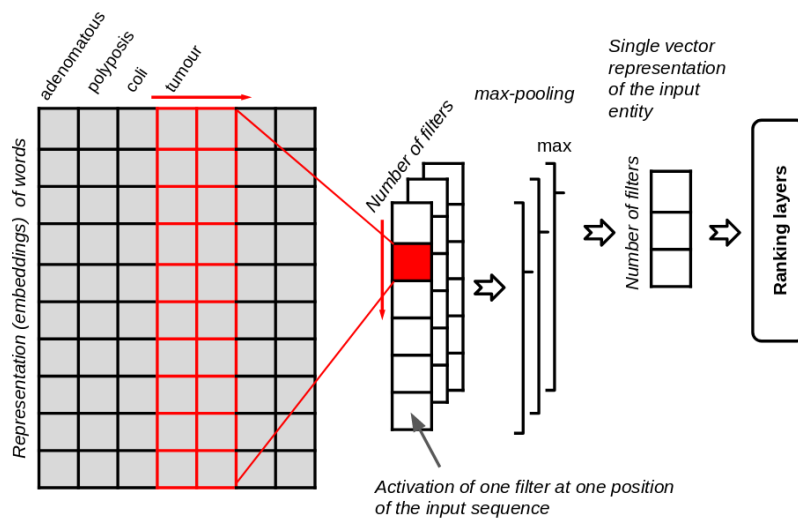 adenomatous
polyposis
coli
tumour
Representation (embeddings) of words
Number of filters
max-pooling
max
Single vector
representation
of the input
entity
Number of filters
Ranking layers
Activation of one filter at one position
of the input sequence